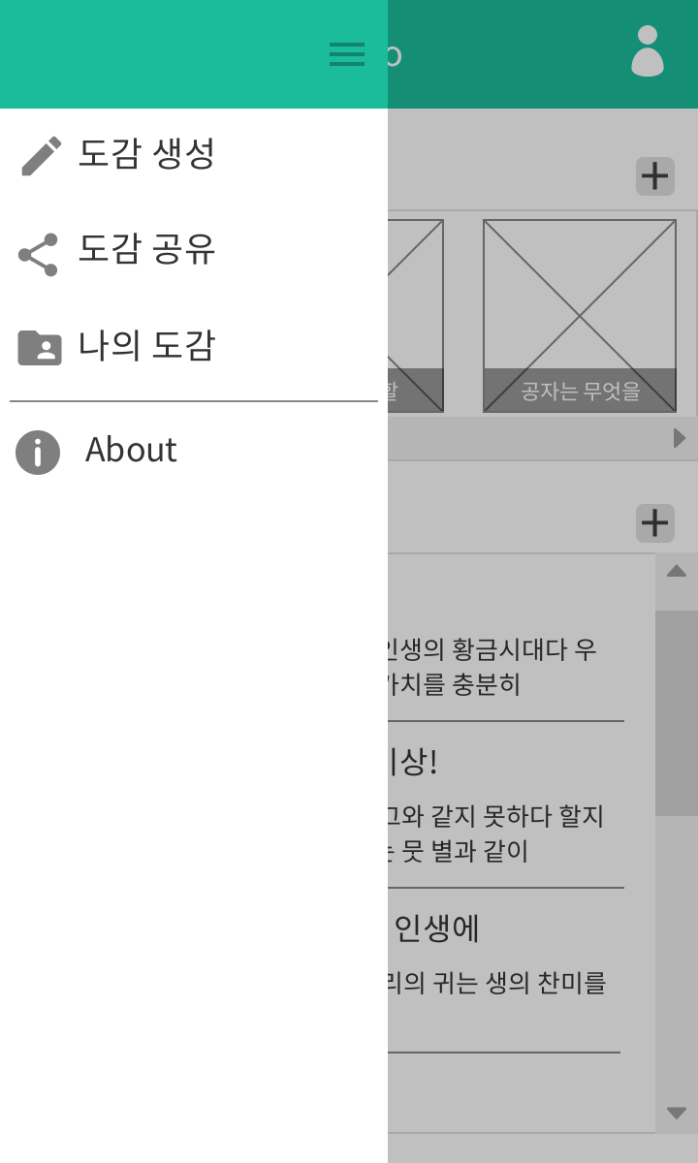 도감 생성
도감 공유
나의 도감
About
공자는 무엇을
인생의 황금시대다 우
가치를 충분히
이상!
그와 같지 못하다 할지
는 뭇 별과 같이
인생에
리의 귀는 생의 찬미를